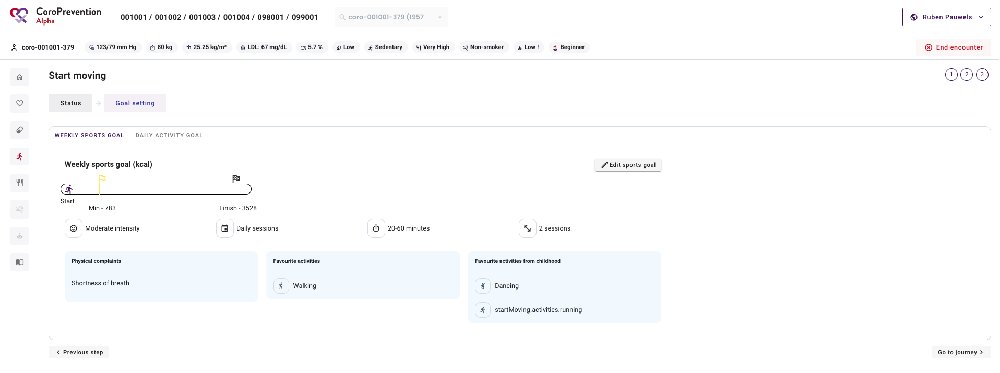 CoroPrevention
Alpha
001001 / 001002 / 001003 / 001004 / 098001 / 099001
coro-001001-379 (1957
Ruben Pauwels
coro-001001-379
123/79 mm Hg
80 kg
25.25 kg/m²
LDL: 67 mg/dL
5.7 %
Low
Sedentary
Very High
Non-smoker
Low !
Beginner
End encounter
Start moving
1 2 3
Status
Goal setting
WEEKLY SPORTS GOAL
DAILY ACTIVITY GOAL
Weekly sports goal (kcal)
Edit sports goal
Start
Min - 783
Finish - 3528
Moderate intensity
Daily sessions
20-60 minutes
2 sessions
Physical complaints
Shortness of breath
Favourite activities
Walking
Favourite activities from childhood
Dancing
startMoving.activities.running
Previous step
Go to journey